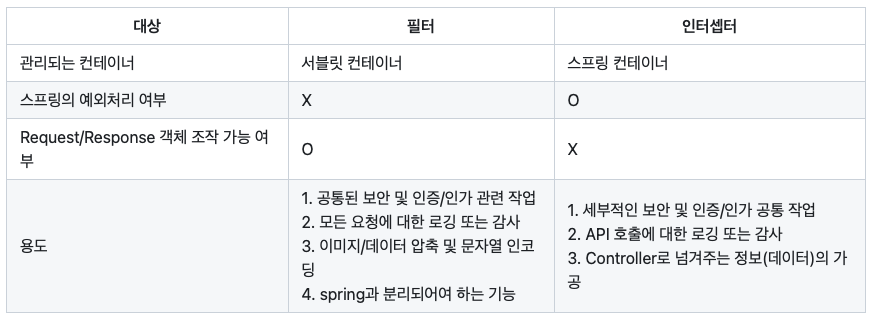 대상
필터
인터셉터
관리되는 컨테이너
서블릿 컨테이너
스프링 컨테이너
스프링의 예외처리 여부
X
O
Request/Response 객체 조작 가능 여
부
O
X
용도
1. 공통된 보안 및 인증/인가 관련 작업
2. 모든 요청에 대한 로깅 또는 감사
3. 이미지/데이터 압축 및 문자열 인코
딩
4. spring과 분리되어여 하는 기능
1. 세부적인 보안 및 인증/인가 공통 작업
2. API 호출에 대한 로깅 또는 감사
3. Controller로 넘겨주는 정보(데이터)의 가
공